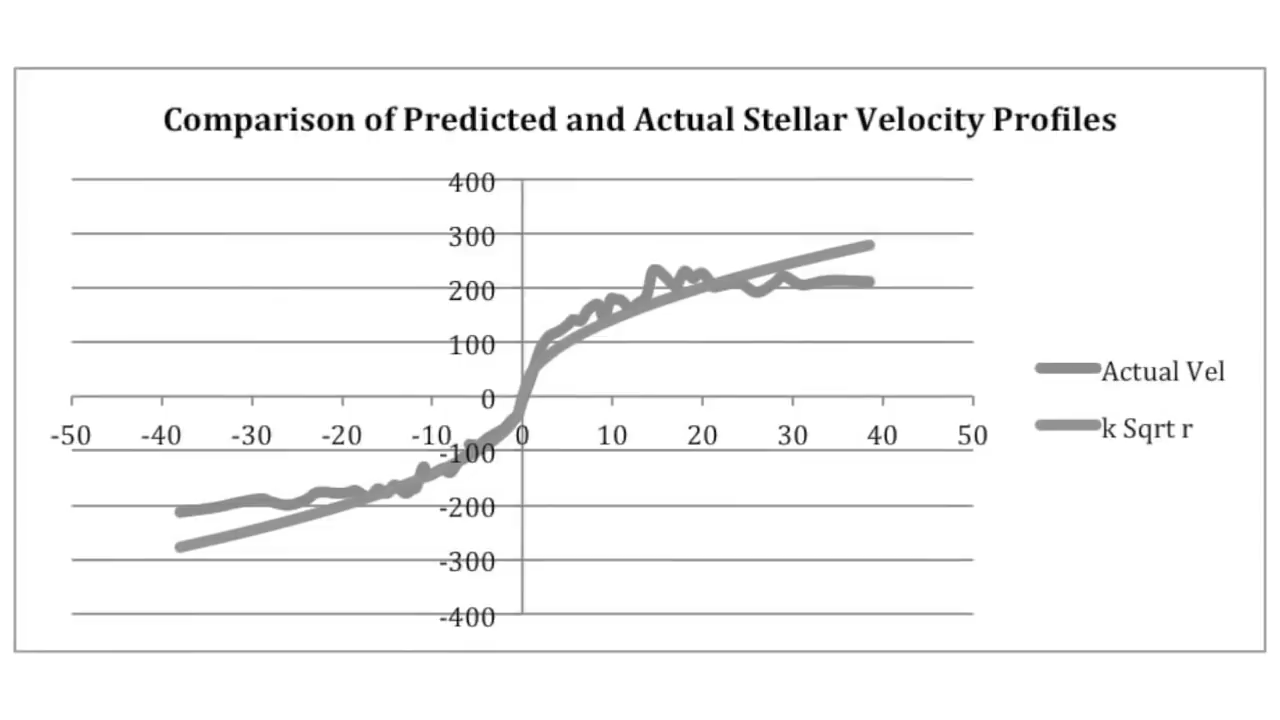 Comparison of Predicted and Actual Stellar Velocity Profiles
400
300
200
100
0
-50 -40 -30 -20 -10 0 10 20 30 40 50
-100
-200
-300
-400
Actual Vel
k Sqrt r